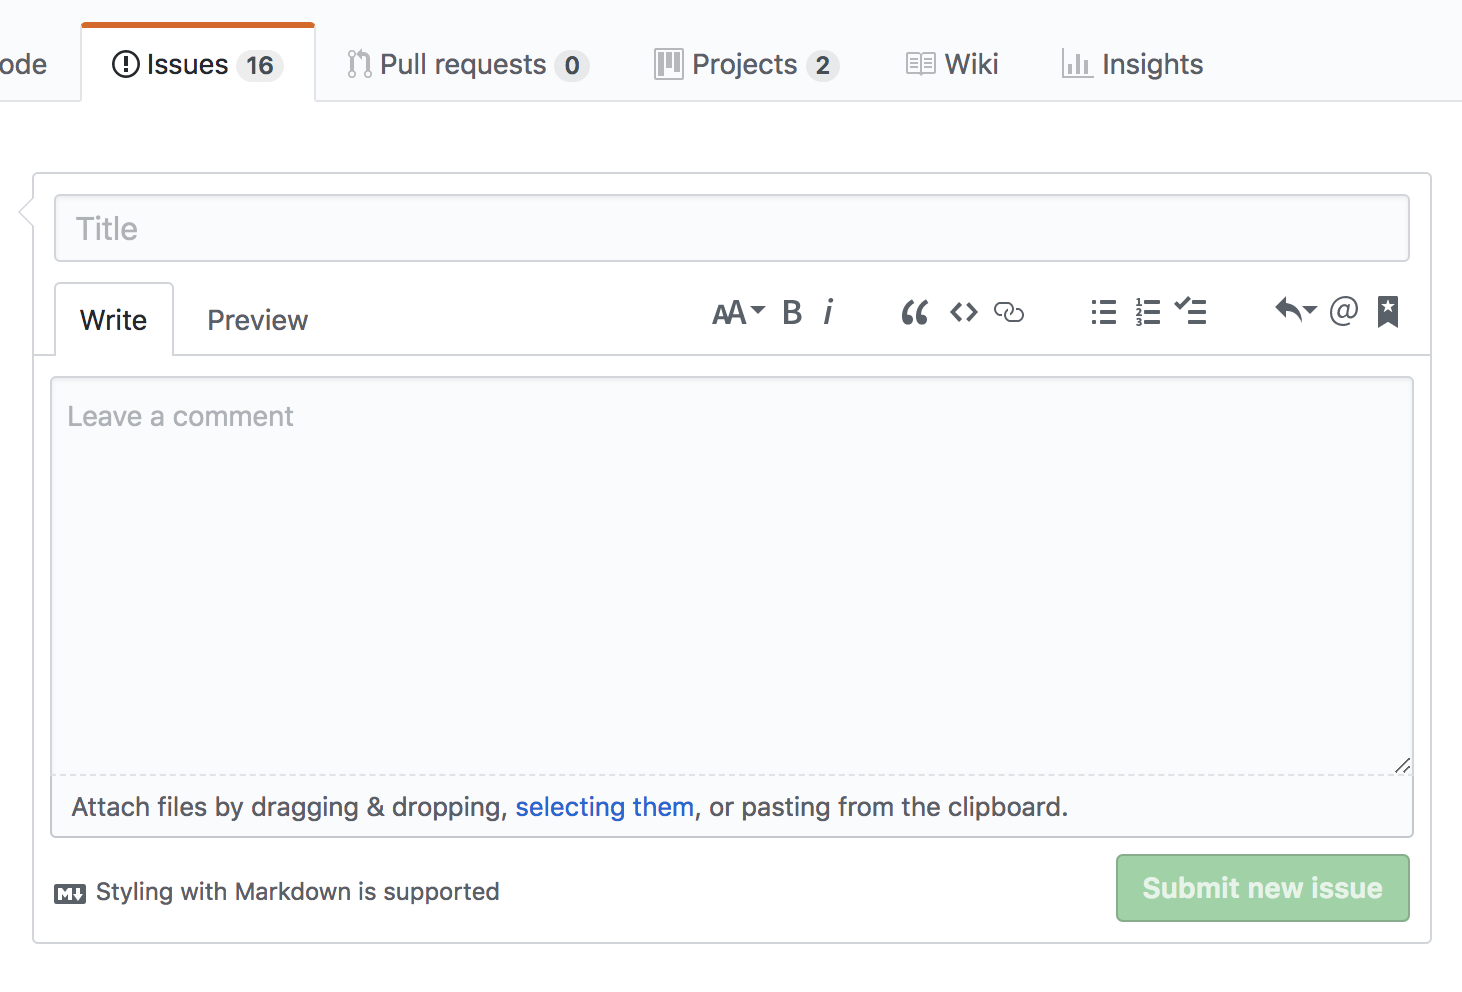 ode Issues 16 Pull requests 0 Projects 2 Wiki Insights
Title
Write Preview AA B i @
Leave a comment
Attach files by dragging & dropping, selecting them, or pasting from the clipboard.
M Styling with Markdown is supported
Submit new issue